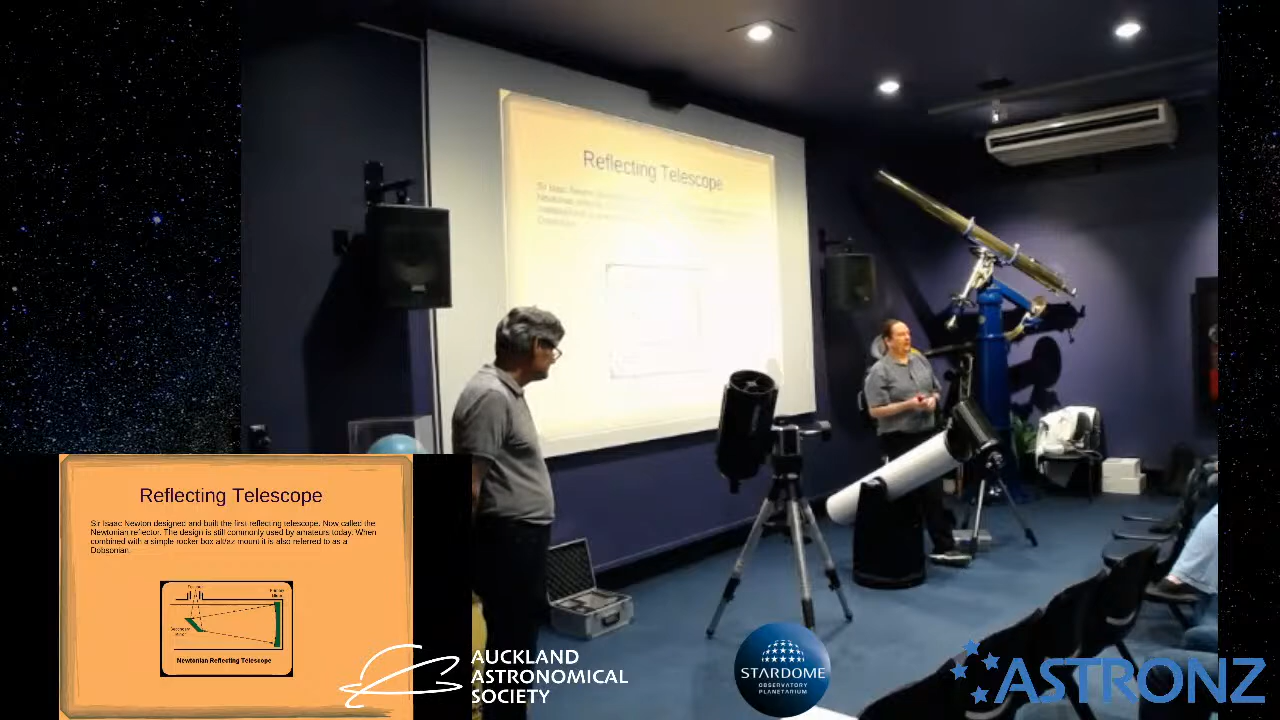 Reflecting Telescope
Reflecting Telescope
Sir Isaac Newton designed and built the first reflecting telescope. Now called the
Newtonian reflector. The design is still commonly used by amateurs today. When
combined with a simple rocker box alt/az mount it is also referred to as a
Dobsonian.
Secondary
Mirror
Newtonian Reflecting Telescope
AUCKLAND
ASTRONOMICAL
SOCIETY
STARDOME
OBSERVATORY
PLANETARIUM
ASTRONZ